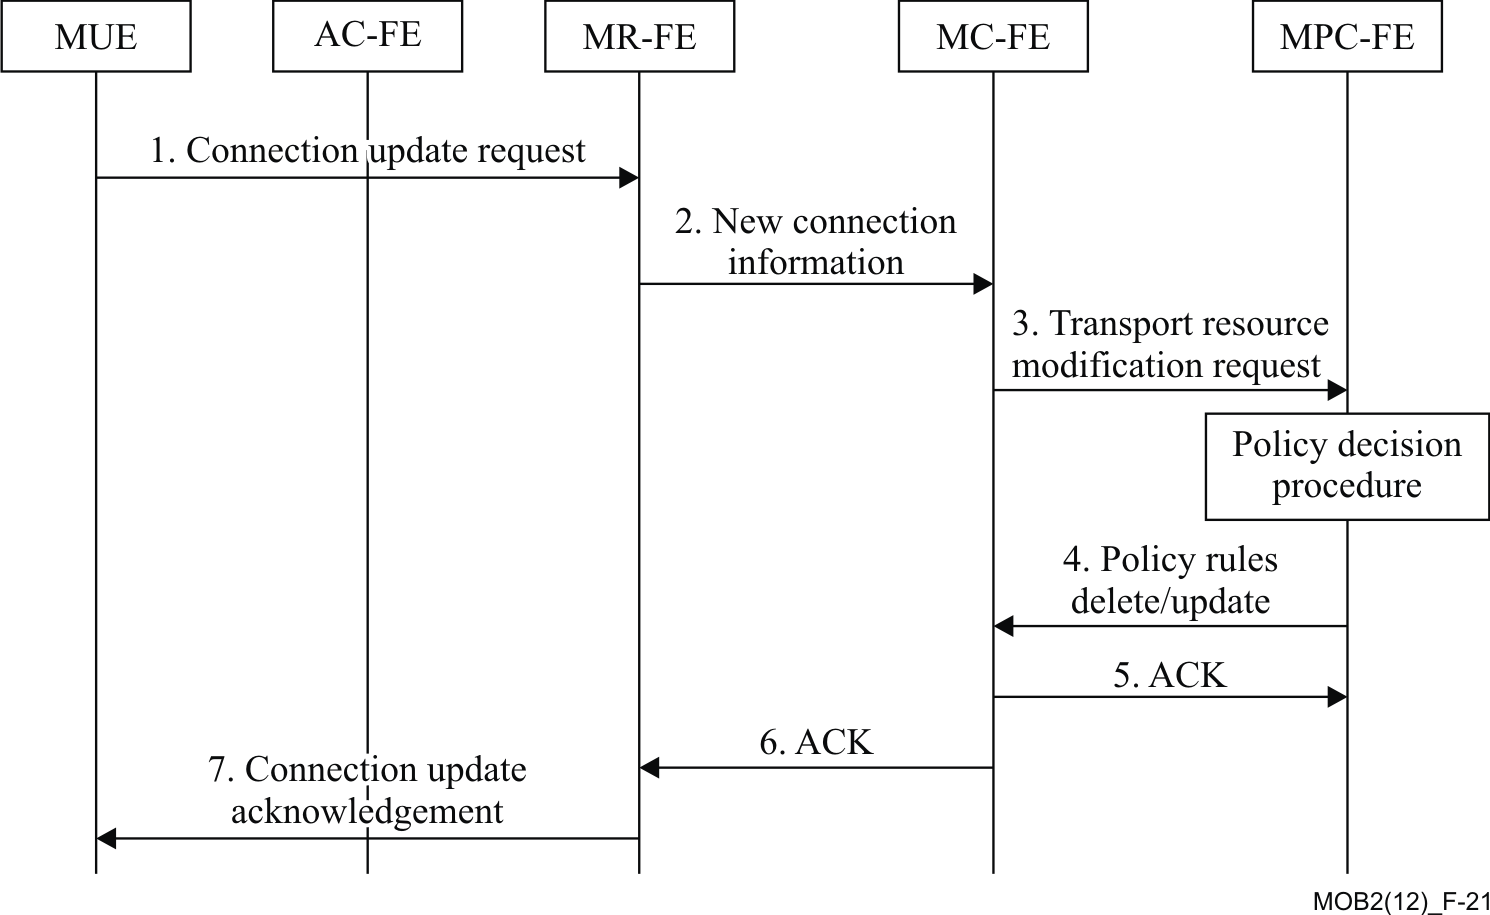 MUE
AC-FE
MR-FE
MC-FE
MPC-FE
1. Connection update request
2. New connection
information
3. Transport resource
modification request
Policy decision
procedure
4. Policy rules
delete/update
5. ACK
6. ACK
7. Connection update
acknowledgement
MOB2(12)_F-21